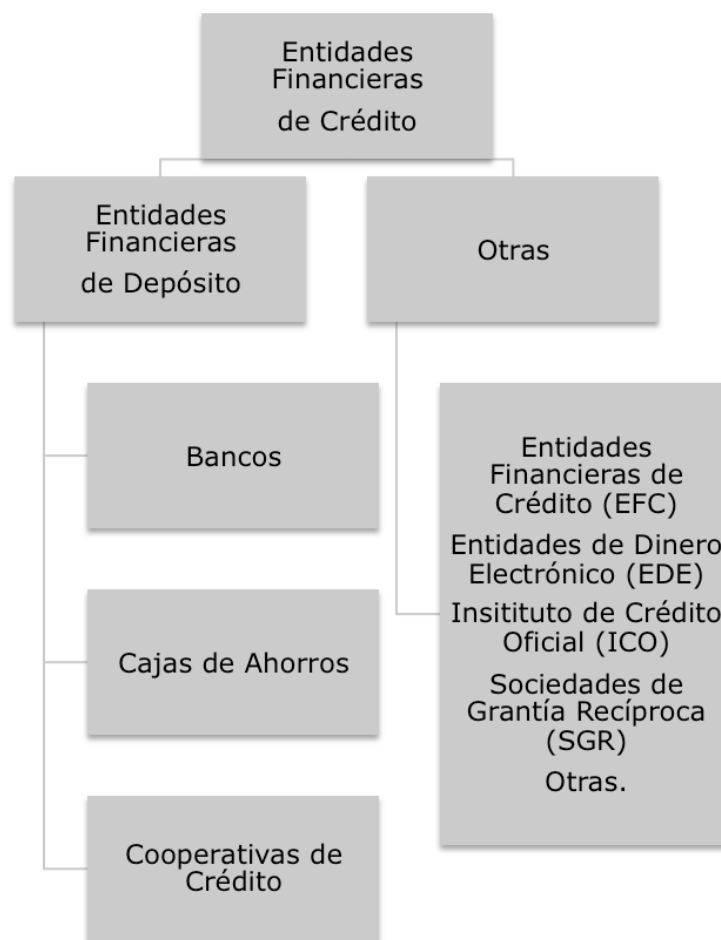 Entidades
Financieras
de Crédito
Entidades
Financieras
de Depósito
Otras
Bancos
Cajas de Ahorros
Cooperativas de
Crédito
Entidades
Financieras de
Crédito (EFC)
Entidades de Dinero
Electrónico (EDE)
Insitituto de Crédito
Oficial (ICO)
Sociedades de
Grantía Recíproca
(SGR)
Otras.